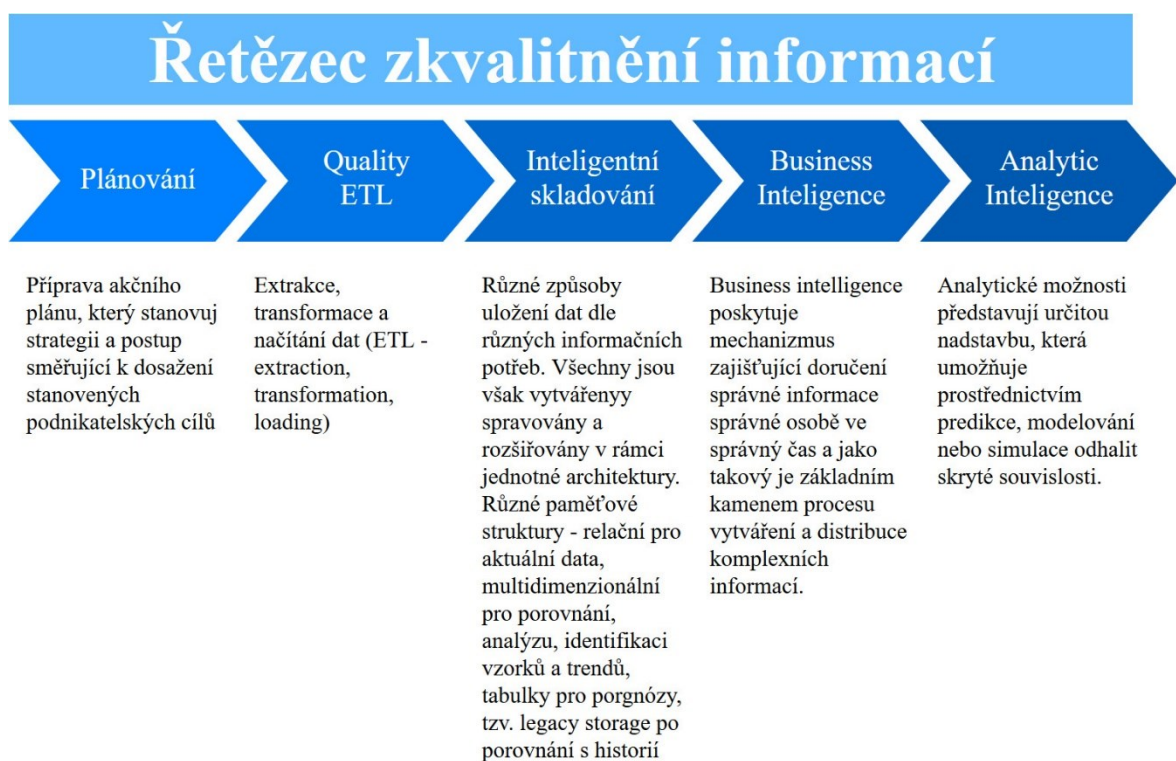 Řetězec zkvalitnění informací
Plánování
Quality
ETL
Inteligentní
skladování
Business
Inteligence
Analytic
Inteligence
Příprava akčního
plánu, který stanovuj
strategii a postup
směřující k dosažení
stanovených
podnikatelských cílů
Extrakce,
transformace a
načítání dat (ETL -
extraction,
transformation,
loading)
Různé způsoby
uložení dat dle
různých informačních
potřeb. Všechny jsou
však vytvářenyy
spravovány a
rozšiřovány v rámci
jednotné architektury.
Různé paměťové
struktury - relační pro
aktuální data,
multidimenzionální
pro porovnání,
analýzu, identifikaci
vzorků a trendů,
tabulky pro porgnózy,
tzv. legacy storage po
porovnání s historií
Business intelligence
poskytuje
mechanizmus
zajišťující doručení
správné informace
správné osobě ve
správný čas a jako
takový je základním
kamenem procesu
vytváření a distribuce
komplexních
informací.
Analytické možnosti
představují určitou
nadstavbu, která
umožňuje
prostřednictvím
predikce, modelování
nebo simulace odhalit
skryté souvislosti.